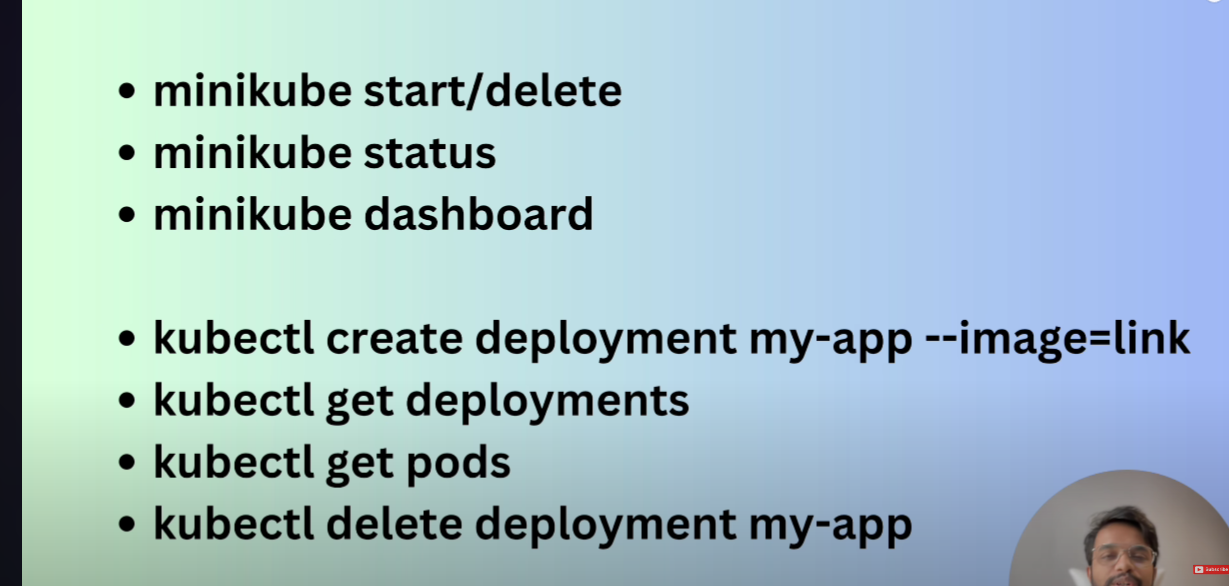 minikube start/delete
minikube status
minikube dashboard
kubectl create deployment my-app --image=link
kubectl get deployments
kubectl get pods
kubectl delete deployment my-app
Subscribe